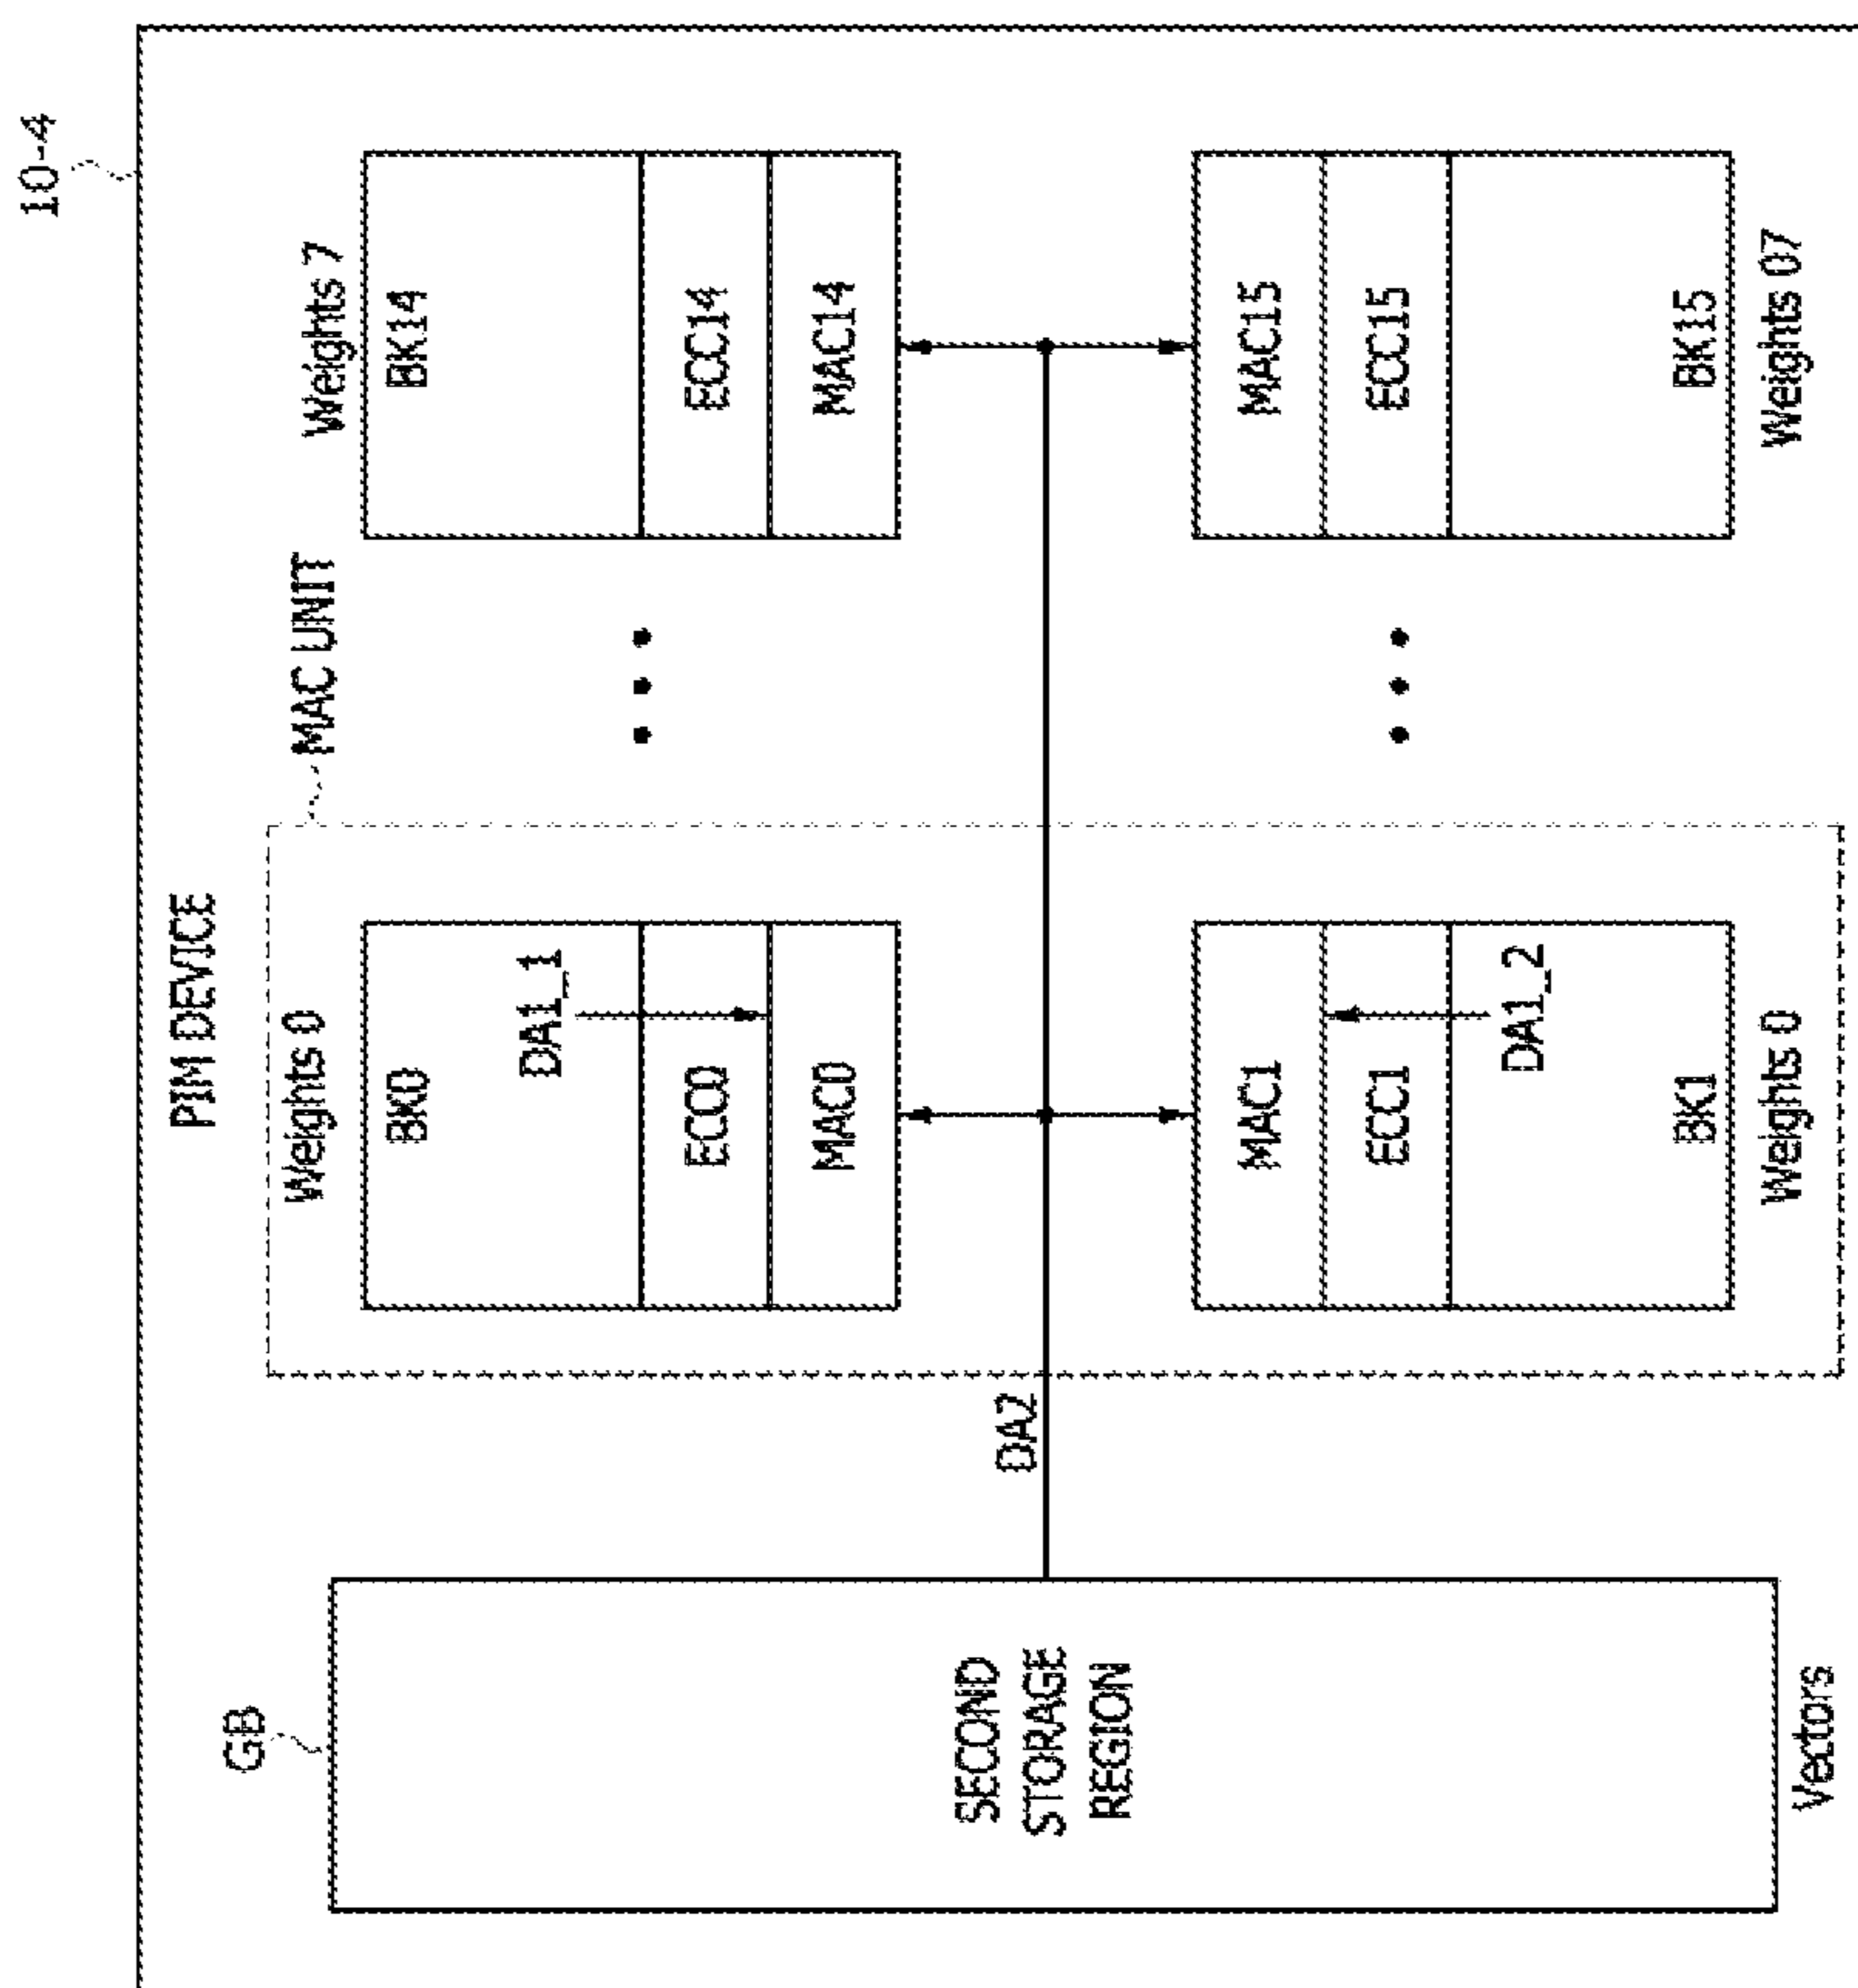 10-4
PIM DEVICE
GB
SECOND
STORAGE
REGION
Vectors
DA2
MAC UNIT
Weights 0
BK0
DA1_1
ECC0
MAC0
MAC1
ECC1
DA1_2
BK1
Weights 0
Weights 7
BK14
ECC14
MAC14
MAC15
ECC15
BK15
Weights 07